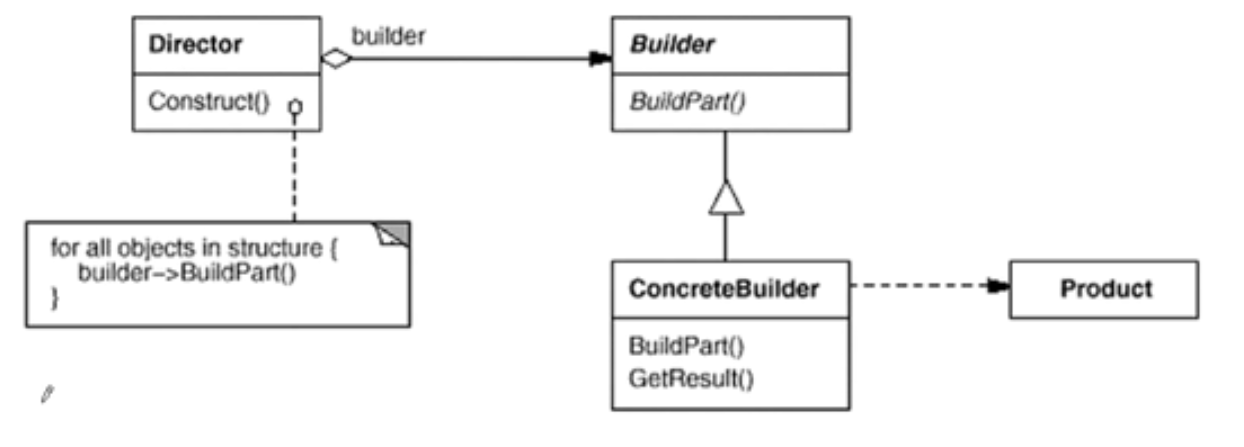 Director
Construct()
builder
Builder
BuildPart()
for all objects in structure {
builder->BuildPart()
}
ConcreteBuilder
BuildPart()
GetResult()
Product